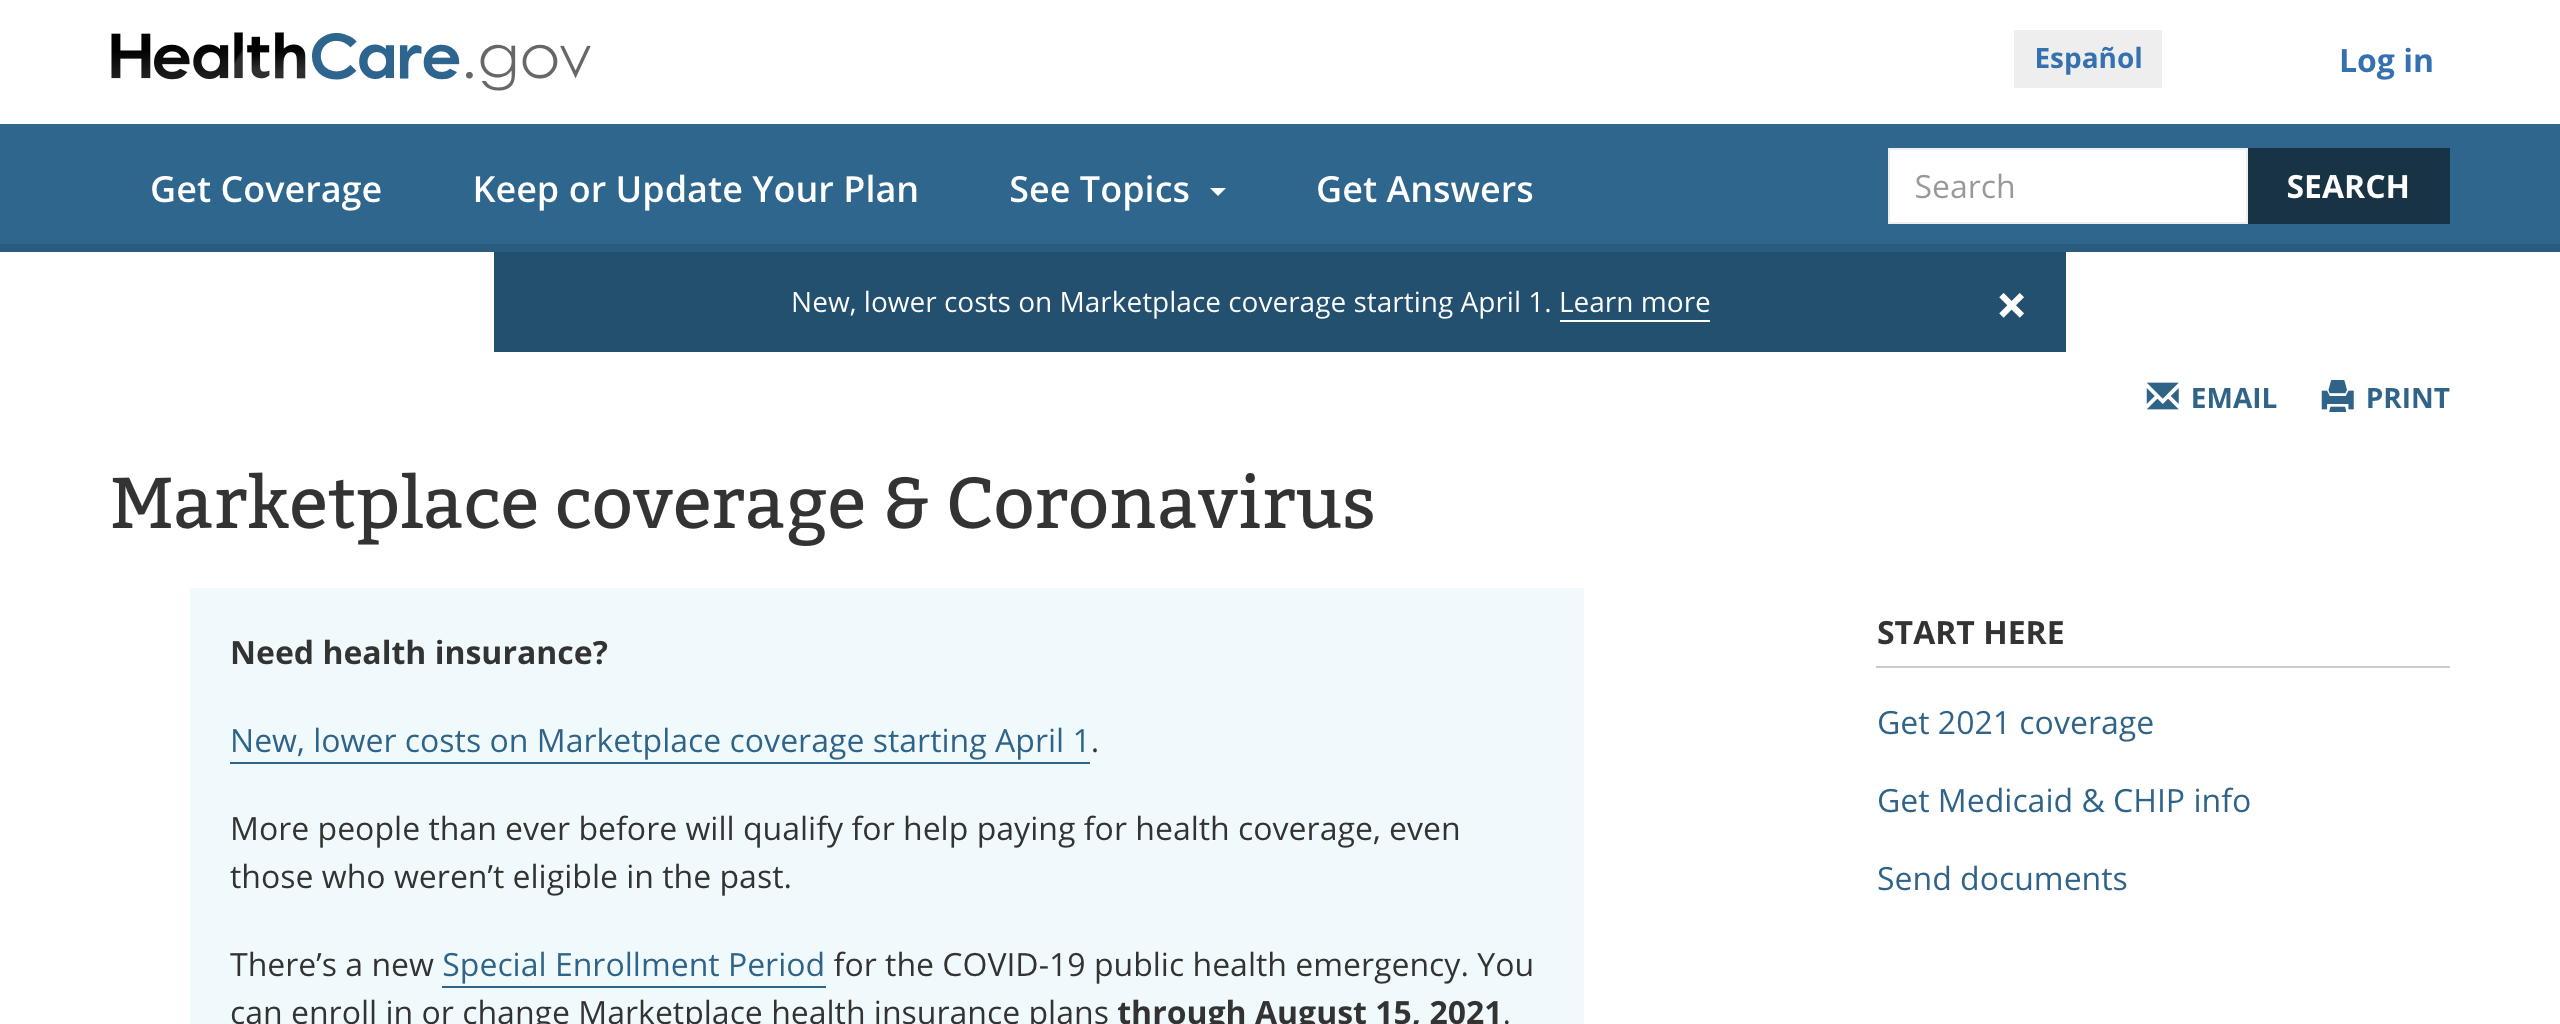 HealthCare.gov
Español
Log in
Get Coverage
Keep or Update Your Plan
See Topics
Get Answers
Search
SEARCH
New, lower costs on Marketplace coverage starting April 1. Learn more
EMAIL
PRINT
Marketplace coverage & Coronavirus
Need health insurance?
New, lower costs on Marketplace coverage starting April 1.
More people than ever before will qualify for help paying for health coverage, even
those who weren’t eligible in the past.
There’s a new Special Enrollment Period for the COVID-19 public health emergency. You
can enroll in or change Marketplace health insurance plans through August 15, 2021.
START HERE
Get 2021 coverage
Get Medicaid & CHIP info
Send documents